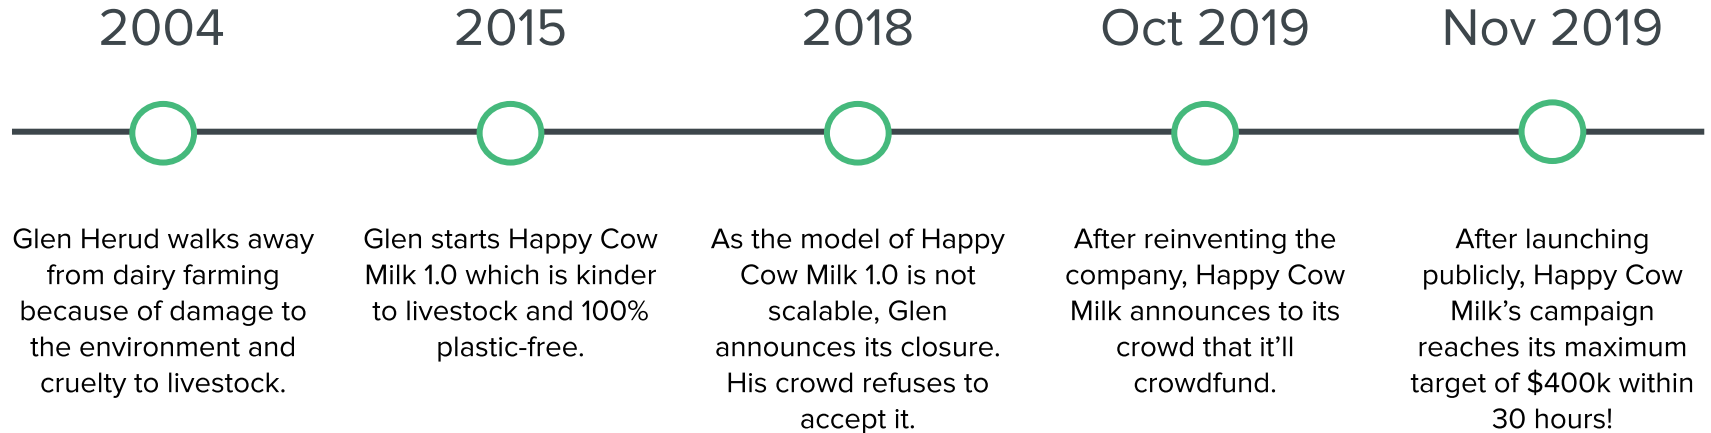 2004
2015
2018
Oct 2019
Nov 2019
Glen Herud walks away
from dairy farming
because of damage to
the environment and
cruelty to livestock.
Glen starts Happy Cow
Milk 1.0 which is kinder
to livestock and 100%
plastic-free.
As the model of Happy
Cow Milk 1.0 is not
scalable, Glen
announces its closure.
His crowd refuses to
accept it.
After reinventing the
company, Happy Cow
Milk announces to its
crowd that it’ll
crowdfund.
After launching
publicly, Happy Cow
Milk’s campaign
reaches its maximum
target of $400k within
30 hours!